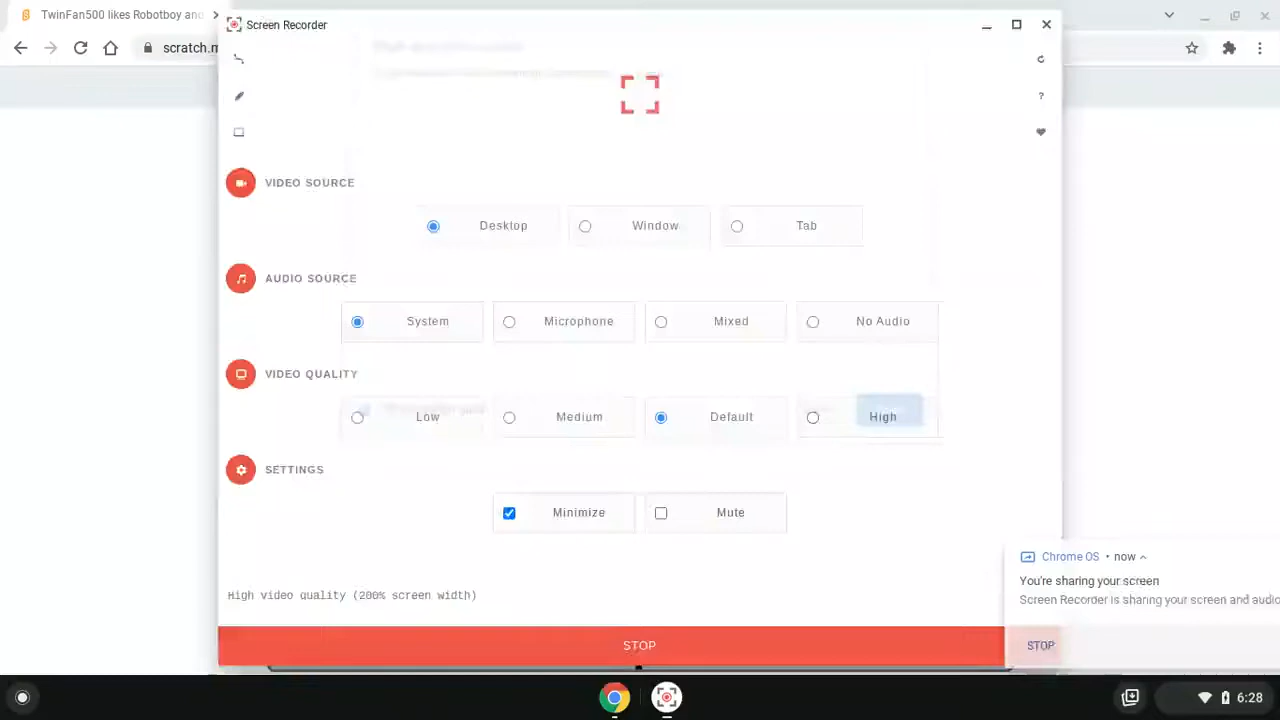 TwinFan500 likes Robotboy and
Screen Recorder
scratch.m
?
VIDEO SOURCE
Desktop
Window
Tab
AUDIO SOURCE
System
Microphone
Mixed
No Audio
VIDEO QUALITY
Low
Medium
Default
High
SETTINGS
Minimize
Mute
Chrome OS • now
You're sharing your screen
Screen Recorder is sharing your screen and audio
High video quality (200% screen width)
STOP
STOP
6:28